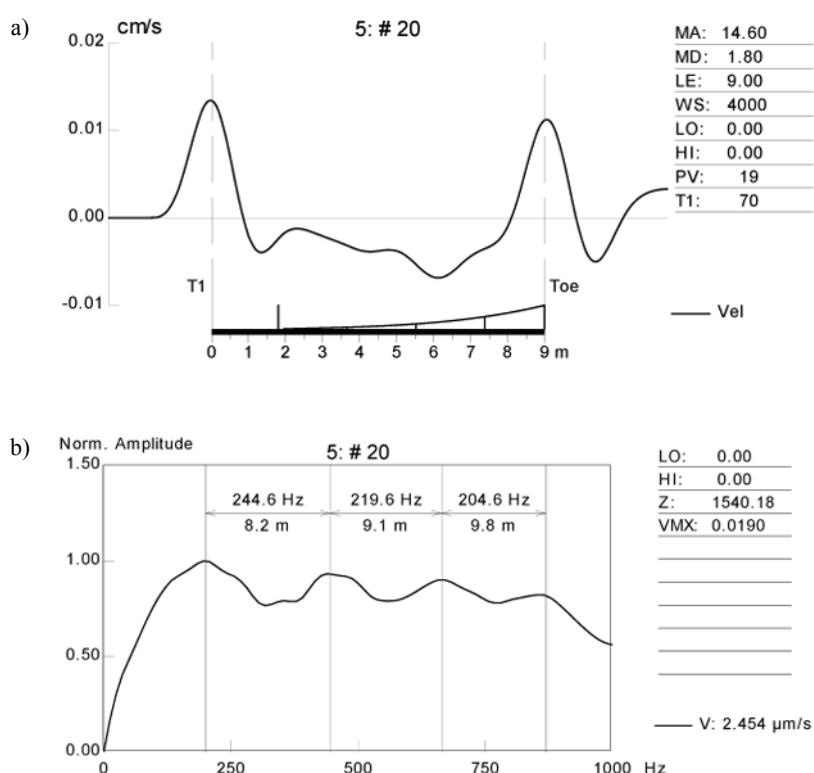 a)
cm/s
5: # 20
0.02
0.01
0.00
-0.01
T1
Toe
0 1 2 3 4 5 6 7 8 9 m
MA: 14.60
MD: 1.80
LE: 9.00
WS: 4000
LO: 0.00
HI: 0.00
PV: 19
T1: 70
Vel
b)
Norm. Amplitude
5: # 20
1.50
1.00
0.50
0.00
244.6 Hz 219.6 Hz 204.6 Hz
8.2 m 9.1 m 9.8 m
0 250 500 750 1000 Hz
LO: 0.00
HI: 0.00
Z: 1540.18
VMX: 0.0190
V: 2.454 µm/s